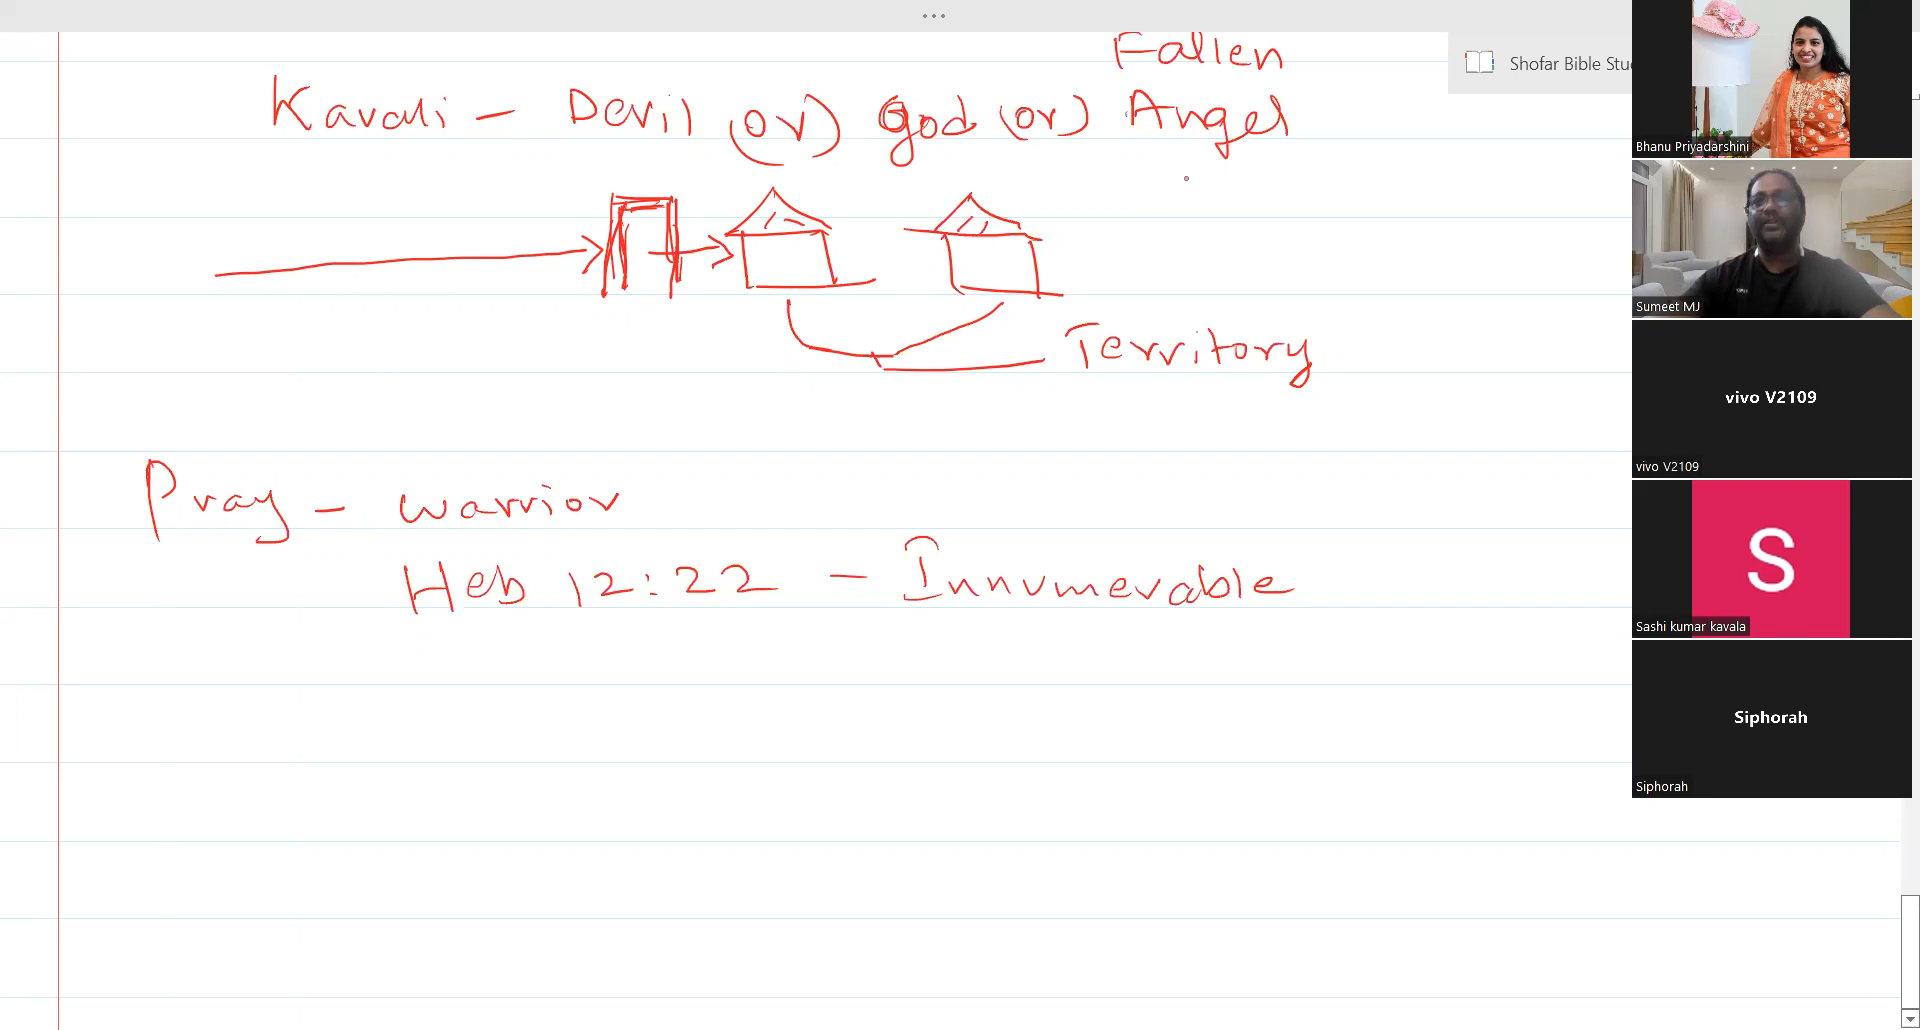 Fallen
Kavali - Devil (or) god (or) Angel
Territory
Pray - warrior
Heb 12:22 - Innumerable
Shofar Bible Stu
Bhanu Priyadarshini
Sumeet MJ
vivo V2109
vivo V2109
S
Sashi kumar kavala
Siphorah
Siphorah